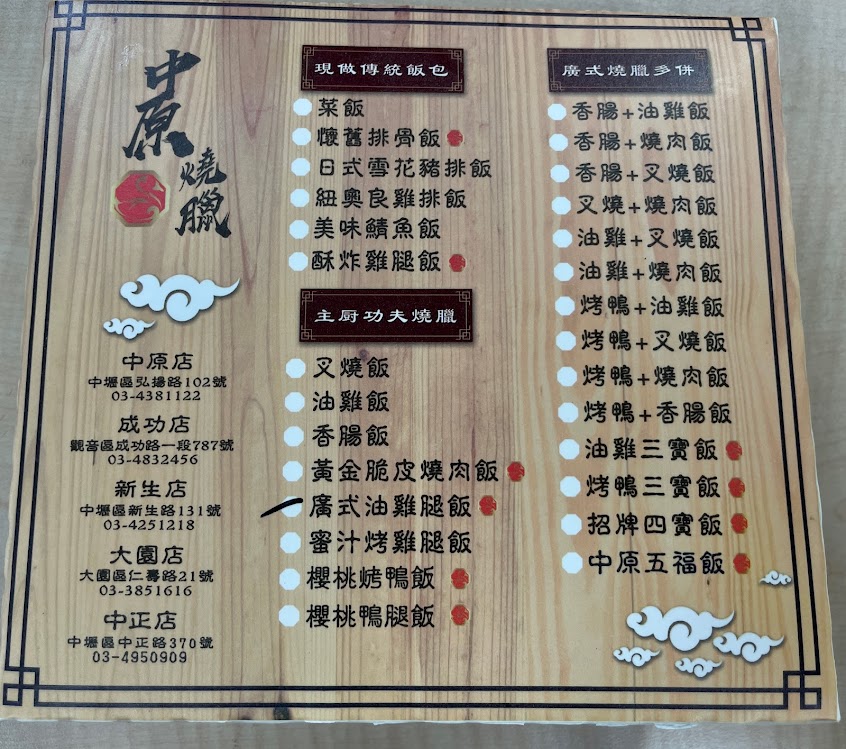 中原
燒臘
中原店
中壢區弘揚路102號
03-4381122
成功店
觀音區成功路一段787號
03-4832456
新生店
中壢區新生路131號
03-4251218
大園店
大園區仁壽路21號
03-3851616
中正店
中壢區中正路370號
03-4950909
現做傳統飯包
菜飯
懷舊排骨飯
日式雪花豬排飯
紐奧良雞排飯
美味鯖魚飯
酥炸雞腿飯
主厨功夫燒臘
叉燒飯
油雞飯
香腸飯
黃金脆皮燒肉飯
廣式油雞腿飯
蜜汁烤雞腿飯
櫻桃烤鴨飯
櫻桃鴨腿飯
廣式燒臘多併
香腸+油雞飯
香腸+燒肉飯
香腸+叉燒飯
叉燒+燒肉飯
油雞+叉燒飯
油雞+燒肉飯
烤鴨+油雞飯
烤鴨+叉燒飯
烤鴨+燒肉飯
烤鴨+香腸飯
油雞三寶飯
烤鴨三寶飯
招牌四寶飯
中原五福飯